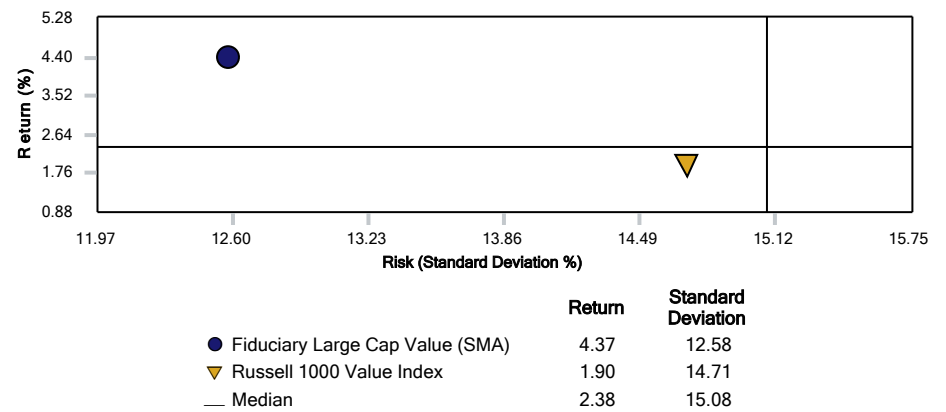 5.28
4.40
3.52
2.64
1.76
0.88
Return (%)
11.97 12.60 13.23 13.86 14.49 15.12 15.75
Risk (Standard Deviation %)
Return Standard Deviation
Fiduciary Large Cap Value (SMA) 4.37 12.58
Russell 1000 Value Index 1.90 14.71
Median 2.38 15.08